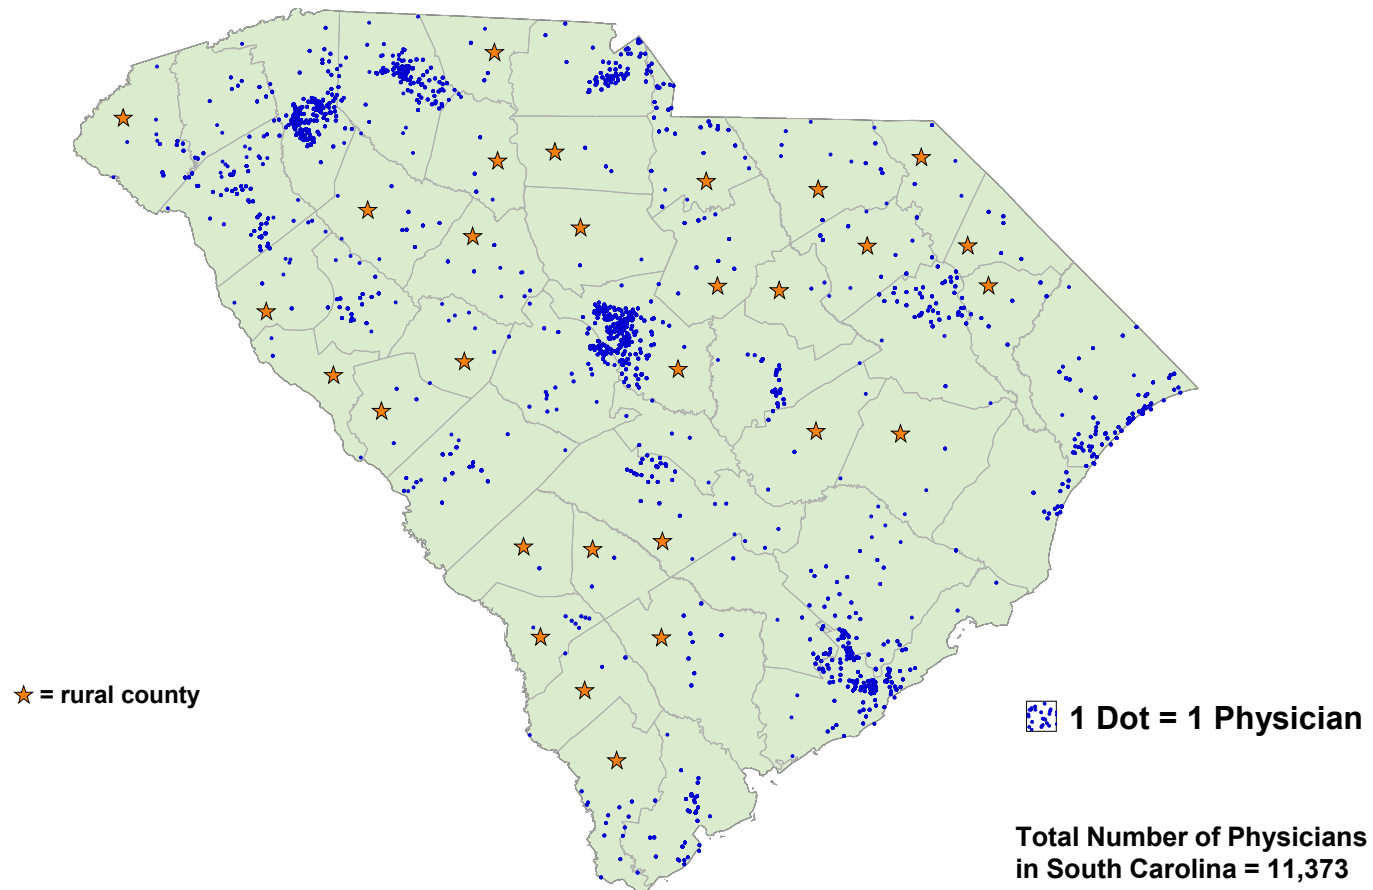 = rural county
1 Dot = 1 Physician
Total Number of Physicians
in South Carolina = 11,373